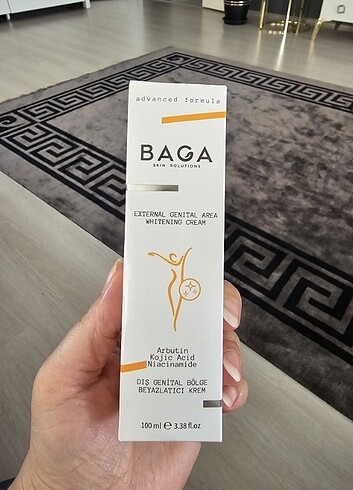 advanced formula
BAGA
SKIN SOLUTIONS
EXTERNAL GENITAL AREA
WHITENING CREAM
Arbutin
Kojic Acid
Niacinamide
DIŞ GENİTAL BÖLGE
BEYAZLATICI KREM
100 ml ℮ 3.38 fl.oz